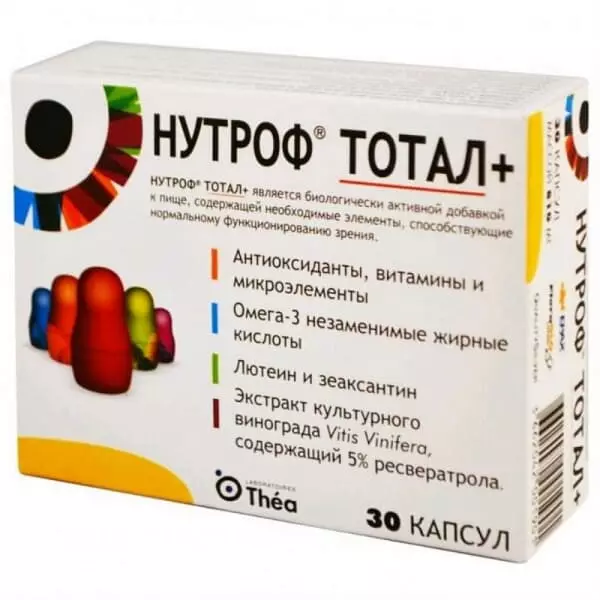 НУТРОФ® ТОТАЛ+
НУТРОФ® ТОТАЛ+ является биологически активной добавкой
к пище, содержащей необходимые элементы, способствующие
нормальному функционированию зрения.
Антиоксиданты, витамины и
микроэлементы
Омега-3 незаменимые жирные
кислоты
Лютеин и зеаксантин
Экстракт культурного
винограда Vitis Vinifera,
содержащий 5% ресвератрола.
LABORATOIRES
Théa
30 КАПСУЛ
НУТРОФ® ТОТАЛ+